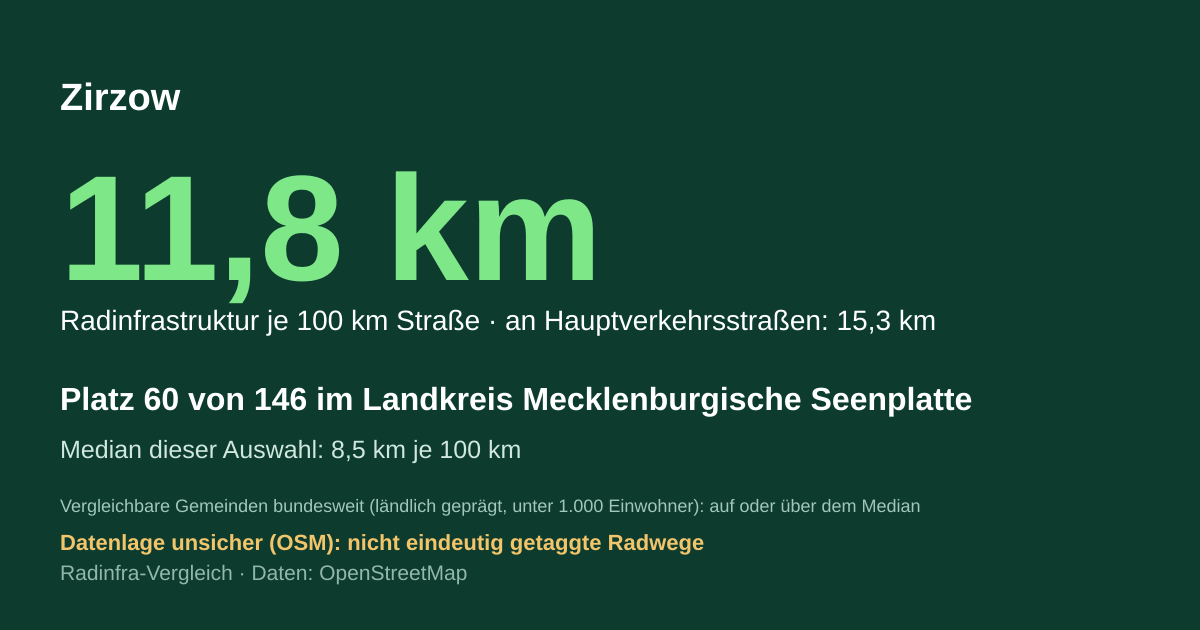 Zirzow
11,8 km
Radinfrastruktur je 100 km Straße · an Hauptverkehrsstraßen: 15,3 km
Platz 60 von 146 im Landkreis Mecklenburgische Seenplatte
Median dieser Auswahl: 8,5 km je 100 km
Vergleichbare Gemeinden bundesweit (ländlich geprägt, unter 1.000 Einwohner): auf oder über dem Median
Datenlage unsicher (OSM): nicht eindeutig getaggte Radwege
Radinfra-Vergleich · Daten: OpenStreetMap